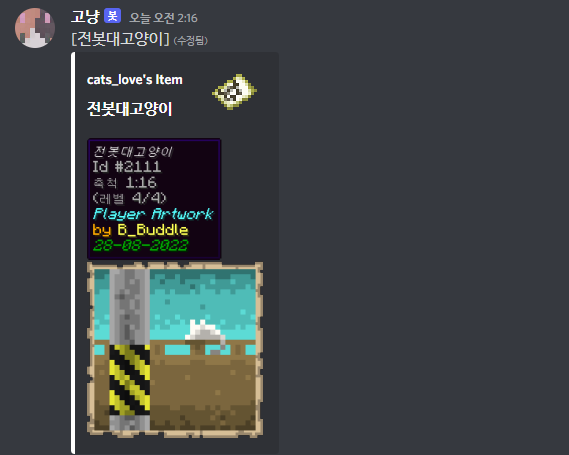 고냥 봇 오늘 오전 2:16
[전봇대고양이] (수정됨)
cats_love's Item
전봇대고양이
전봇대고양이
Id #2111
축척 1:16
(레벨 4/4)
Player Artwork
by B_Buddle
28-08-2022